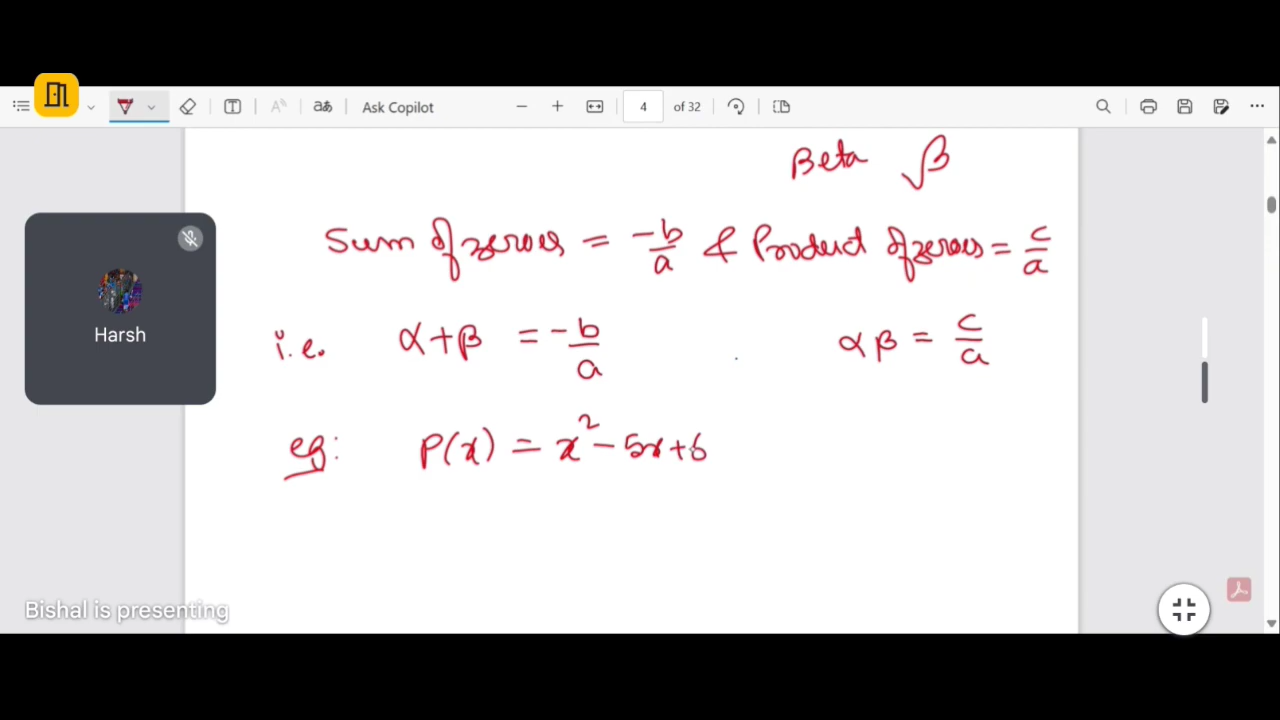 Ask Copilot 4 of 32
Beta β
Sum of zeroes = -b/a & Product of zeroes = c/a
i.e. α+β = -b/a αβ = c/a
eg: P(x) = x² - 5x + 6
Harsh
Bishal is presenting